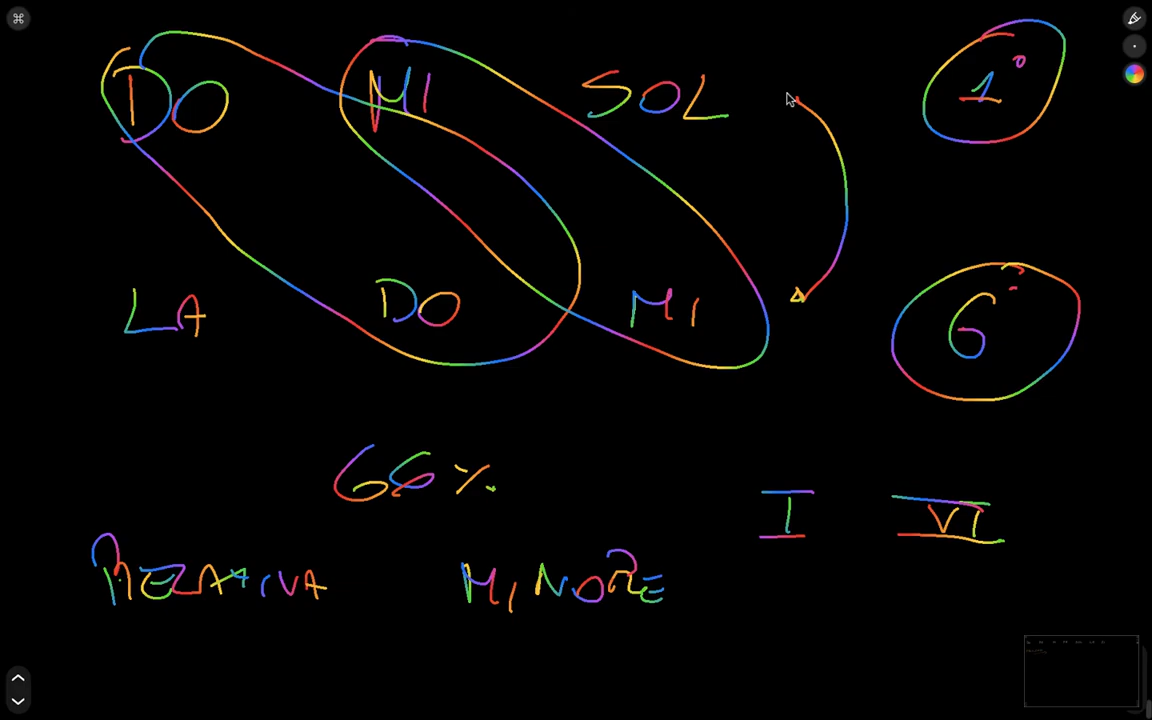 DO MI SOL 1°
LA DO MI 6°
66%
I VI
RELATIVA MINORE